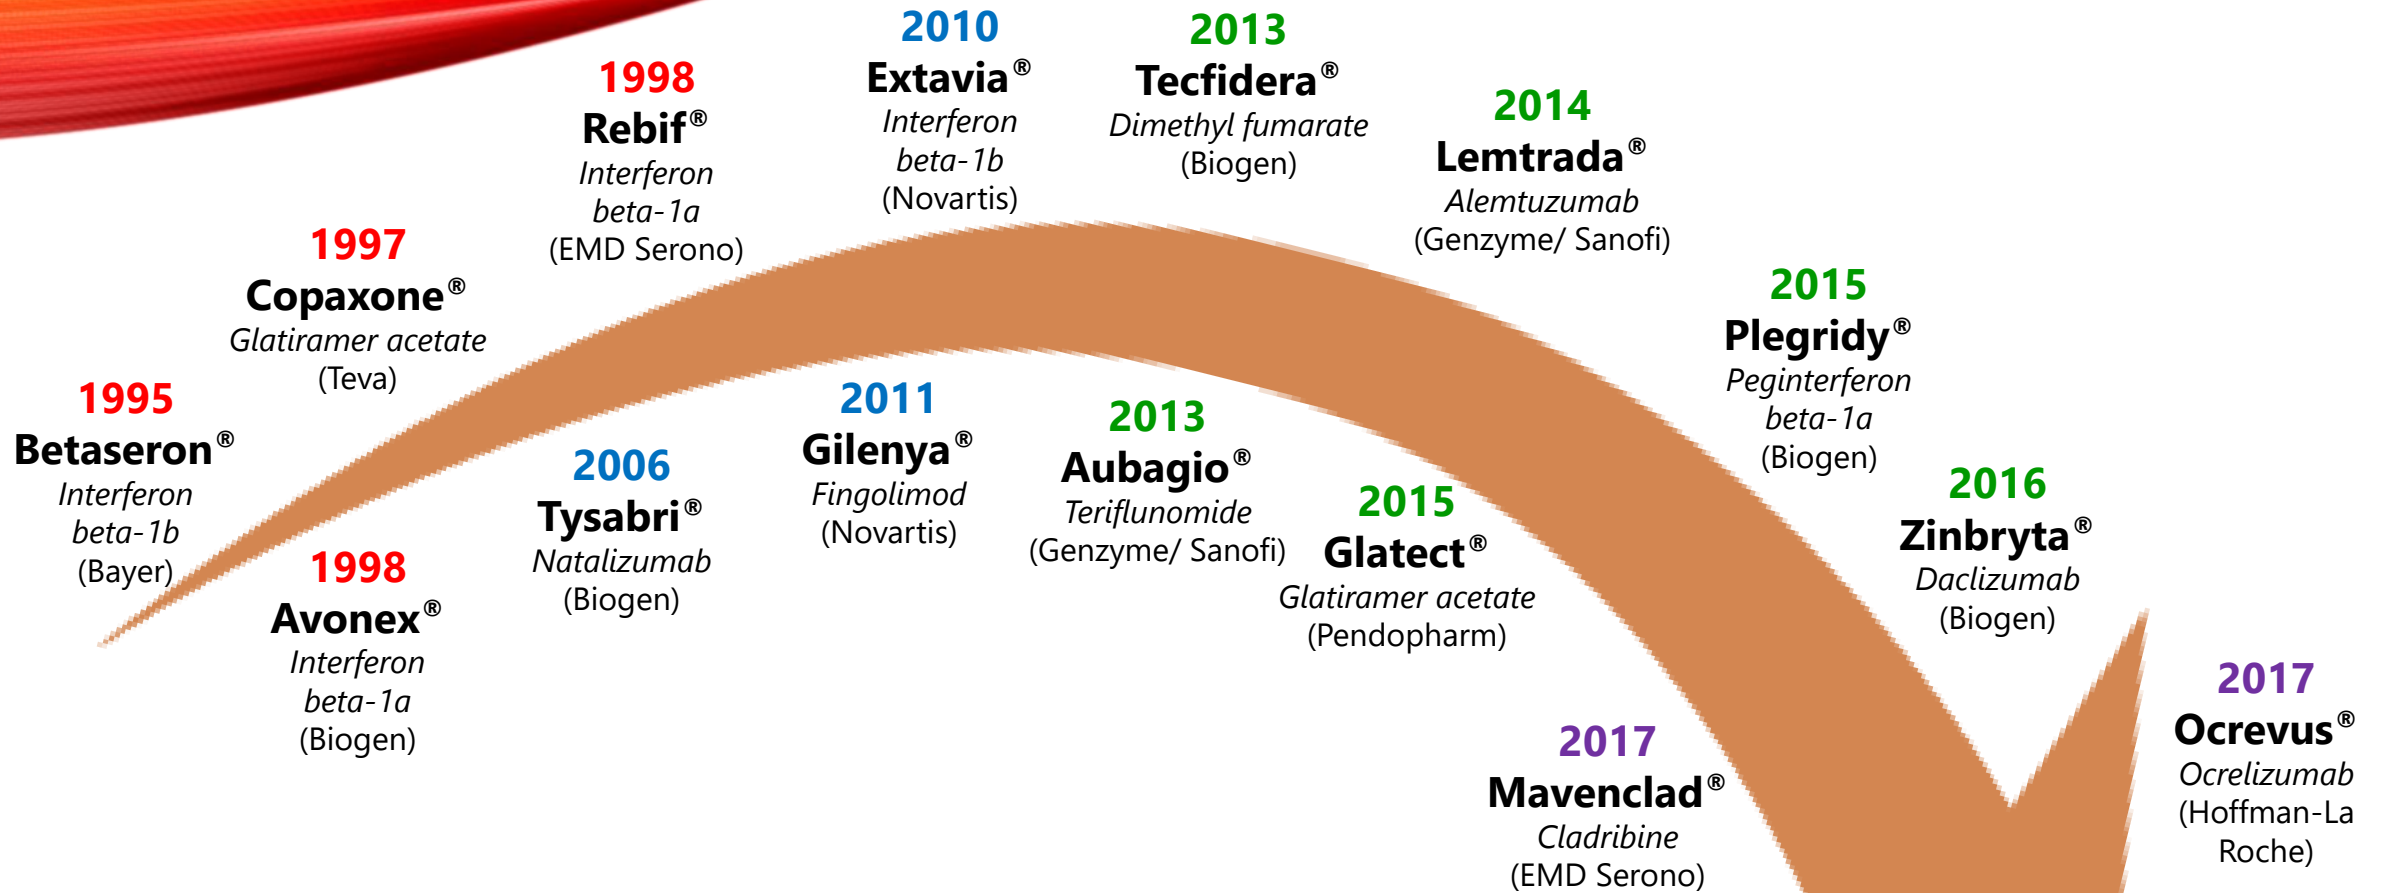 1995
Betaseron®
Interferon
beta-1b
(Bayer)
1997
Copaxone®
Glatiramer acetate
(Teva)
1998
Avonex®
Interferon
beta-1a
(Biogen)
1998
Rebif®
Interferon
beta-1a
(EMD Serono)
2006
Tysabri®
Natalizumab
(Biogen)
2010
Extavia®
Interferon
beta-1b
(Novartis)
2011
Gilenya®
Fingolimod
(Novartis)
2013
Tecfidera®
Dimethyl fumarate
(Biogen)
2013
Aubagio®
Teriflunomide
(Genzyme/ Sanofi)
2014
Lemtrada®
Alemtuzumab
(Genzyme/ Sanofi)
2015
Glatect®
Glatiramer acetate
(Pendopharm)
2015
Plegridy®
Peginterferon
beta-1a
(Biogen)
2016
Zinbryta®
Daclizumab
(Biogen)
2017
Mavenclad®
Cladribine
(EMD Serono)
2017
Ocrevus®
Ocrelizumab
(Hoffman-La
Roche)